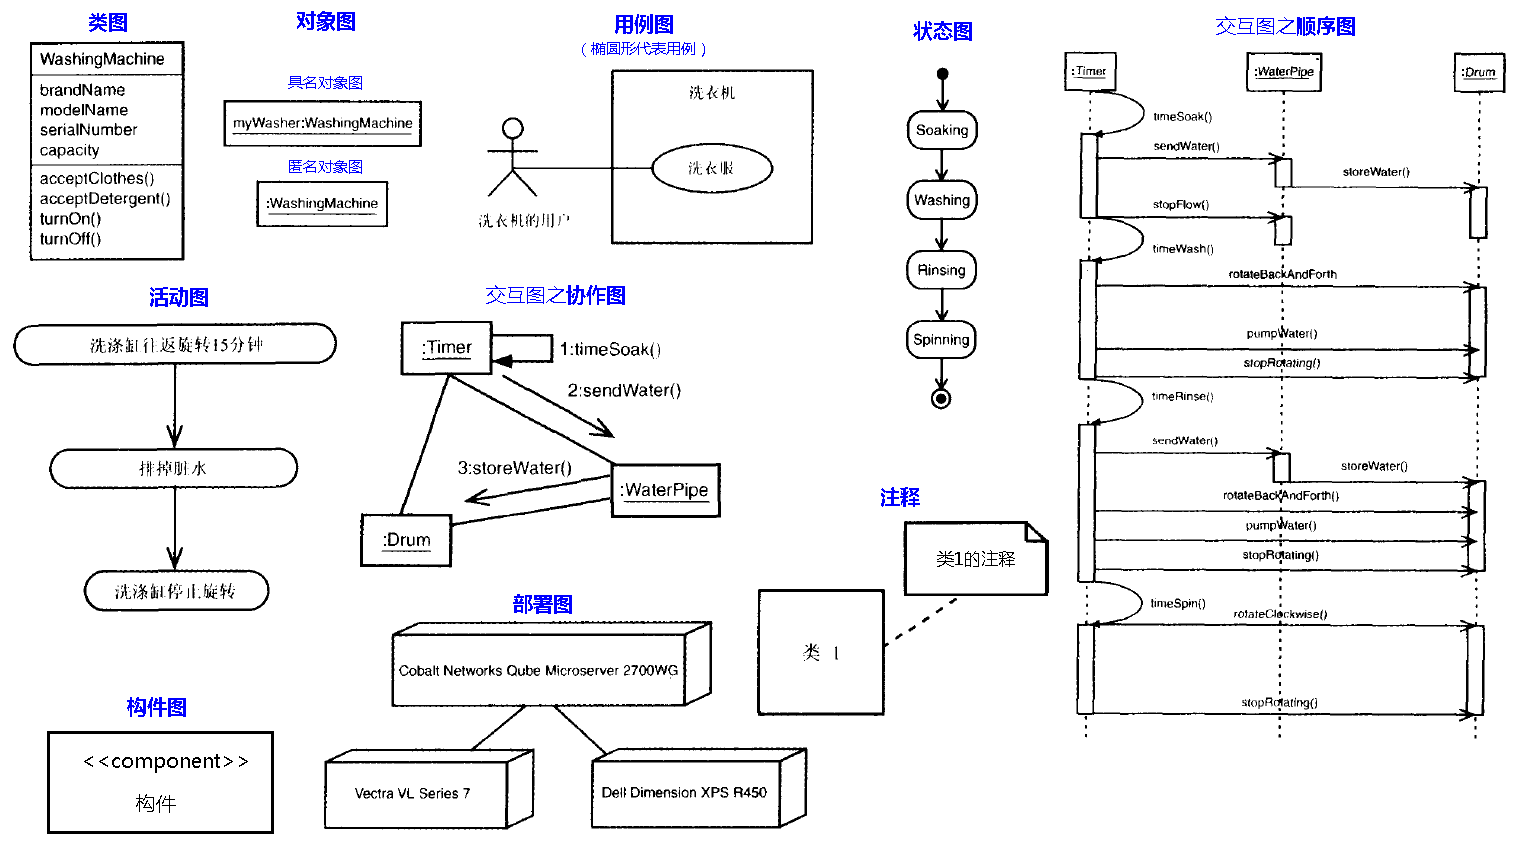 类图
WashingMachine
brandName
modelName
serialNumber
capacity
acceptClothes()
acceptDetergent()
turnOn()
turnOff()
对象图
具名对象图
myWasher:WashingMachine
匿名对象图
:WashingMachine
用例图
（椭圆形代表用例）
洗衣机
洗衣服
洗衣机的用户
状态图
Soaking
Washing
Rinsing
Spinning
交互图之顺序图
:Timer
:WaterPipe
:Drum
timeSoak()
sendWater()
storeWater()
stopFlow()
timeWash()
rotateBackAndForth
pumpWater()
stopRotating()
timeRinse()
sendWater()
storeWater()
rotateBackAndForth()
pumpWater()
stopRotating()
timeSpin()
rotateClockwise()
stopRotating()
活动图
洗涤缸往返旋转15分钟
排掉脏水
洗涤缸停止旋转
交互图之协作图
:Timer
1:timeSoak()
2:sendWater()
3:storeWater()
:WaterPipe
:Drum
注释
类1的注释
类 1
部署图
Cobalt Networks Qube Microserver 2700WG
Vectra VL Series 7
Dell Dimension XPS R450
构件图
<<component>>
构件